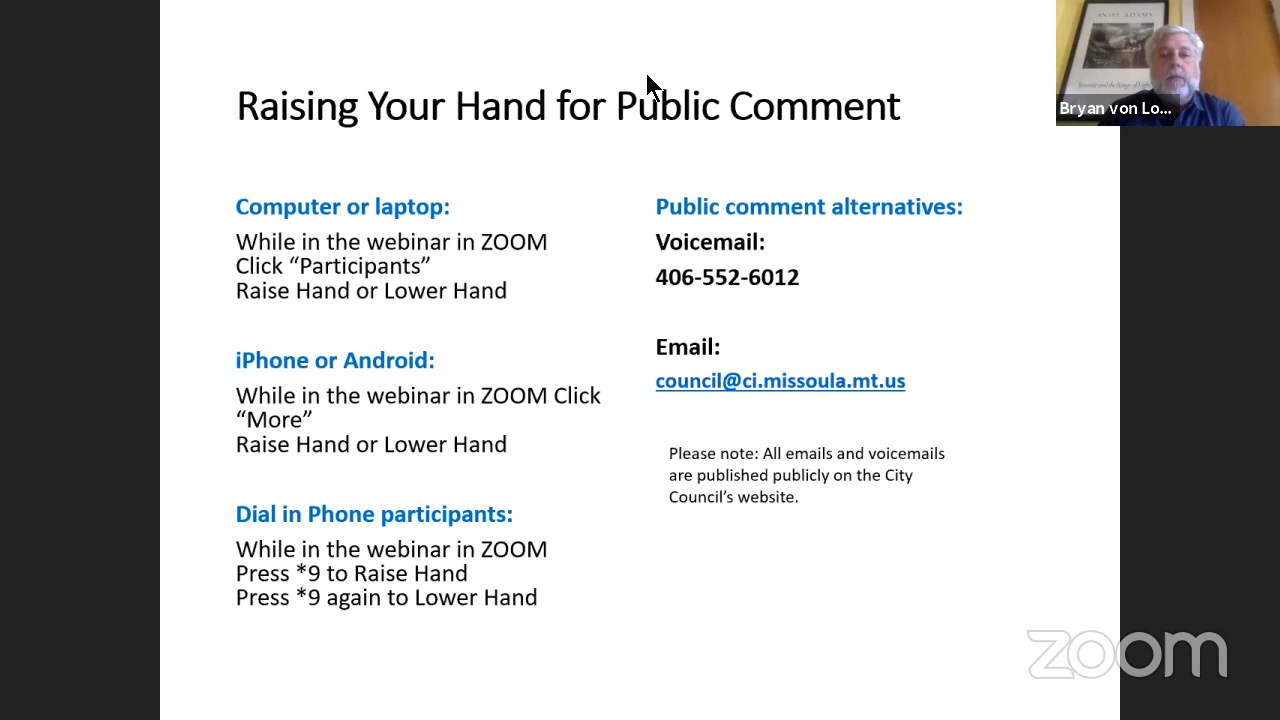 Raising Your Hand for Public Comment
Computer or laptop:
While in the webinar in ZOOM
Click “Participants”
Raise Hand or Lower Hand
iPhone or Android:
While in the webinar in ZOOM Click
“More”
Raise Hand or Lower Hand
Dial in Phone participants:
While in the webinar in ZOOM
Press *9 to Raise Hand
Press *9 again to Lower Hand
Public comment alternatives:
Voicemail:
406-552-6012
Email:
council@ci.missoula.mt.us
Please note: All emails and voicemails
are published publicly on the City
Council’s website.
ANSEL ADAMS
Bryan von Lo...
zoom